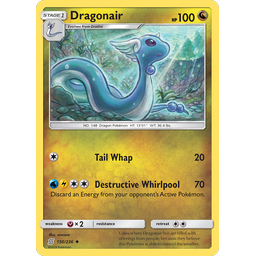 STAGE 1
Dragonair HP100
Evolves from Dratini
NO. 148 Dragon Pokémon HT: 13'01" WT: 36.4 lbs.
Tail Whap 20
Destructive Whirlpool 70
Discard an Energy from your opponent's Active Pokémon.
weakness ×2 resistance retreat
150/236